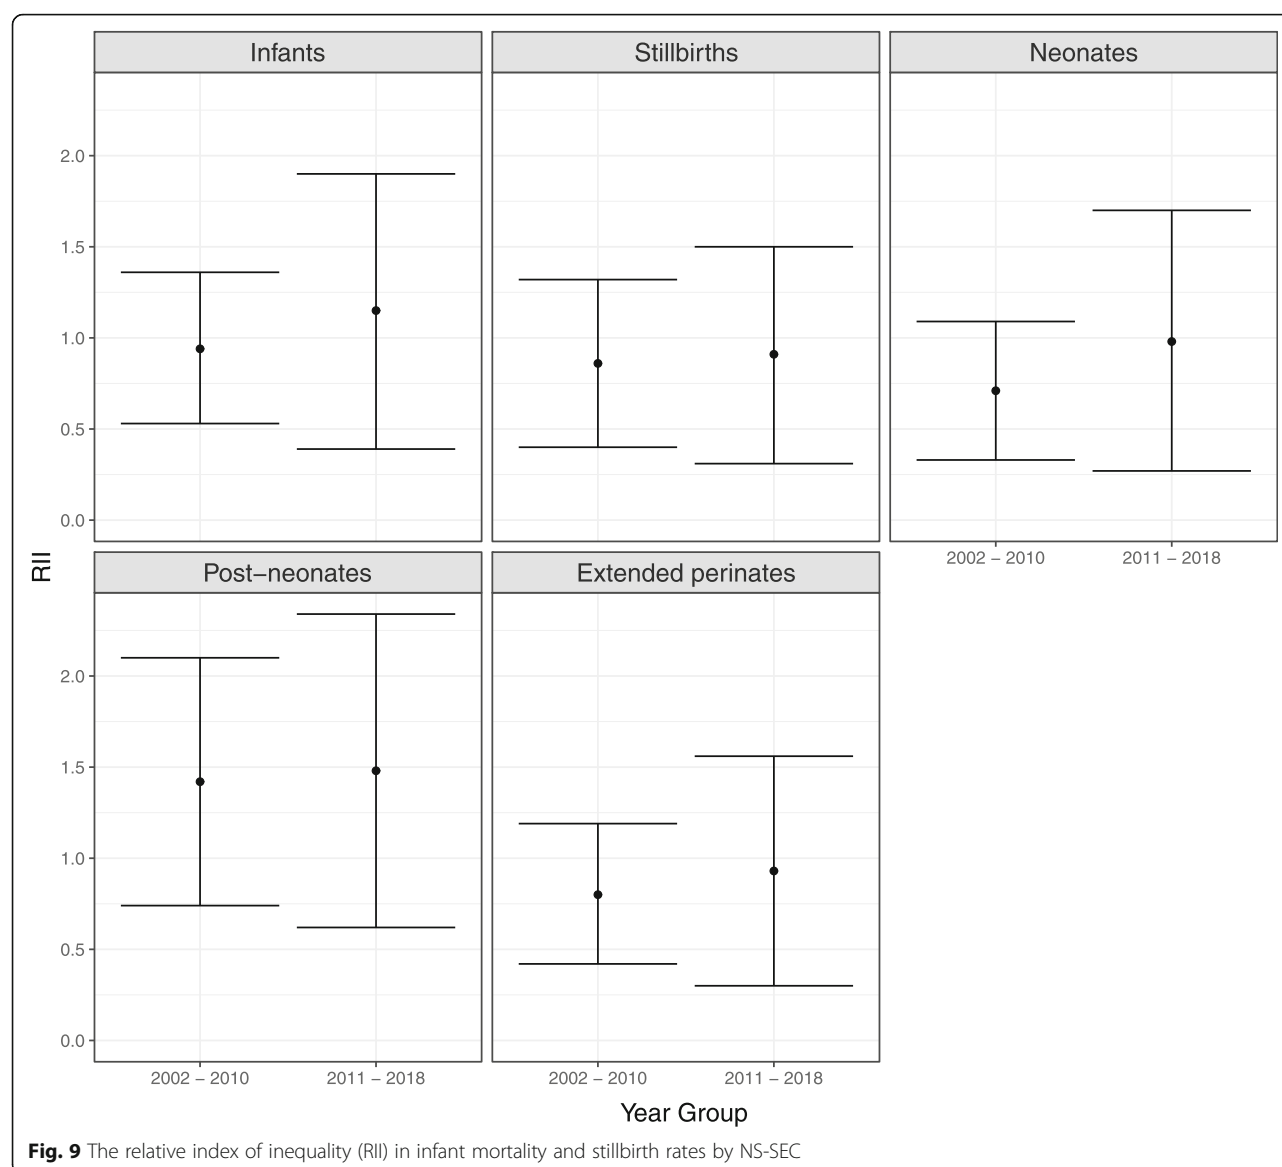 Infants Stillbirths Neonates
2.0
1.5
1.0
0.5
0.0
2002 – 2010 2011 – 2018
RII
Post–neonates Extended perinates
2.0
1.5
1.0
0.5
0.0
2002 – 2010 2011 – 2018 2002 – 2010 2011 – 2018
Year Group
Fig. 9 The relative index of inequality (RII) in infant mortality and stillbirth rates by NS-SEC